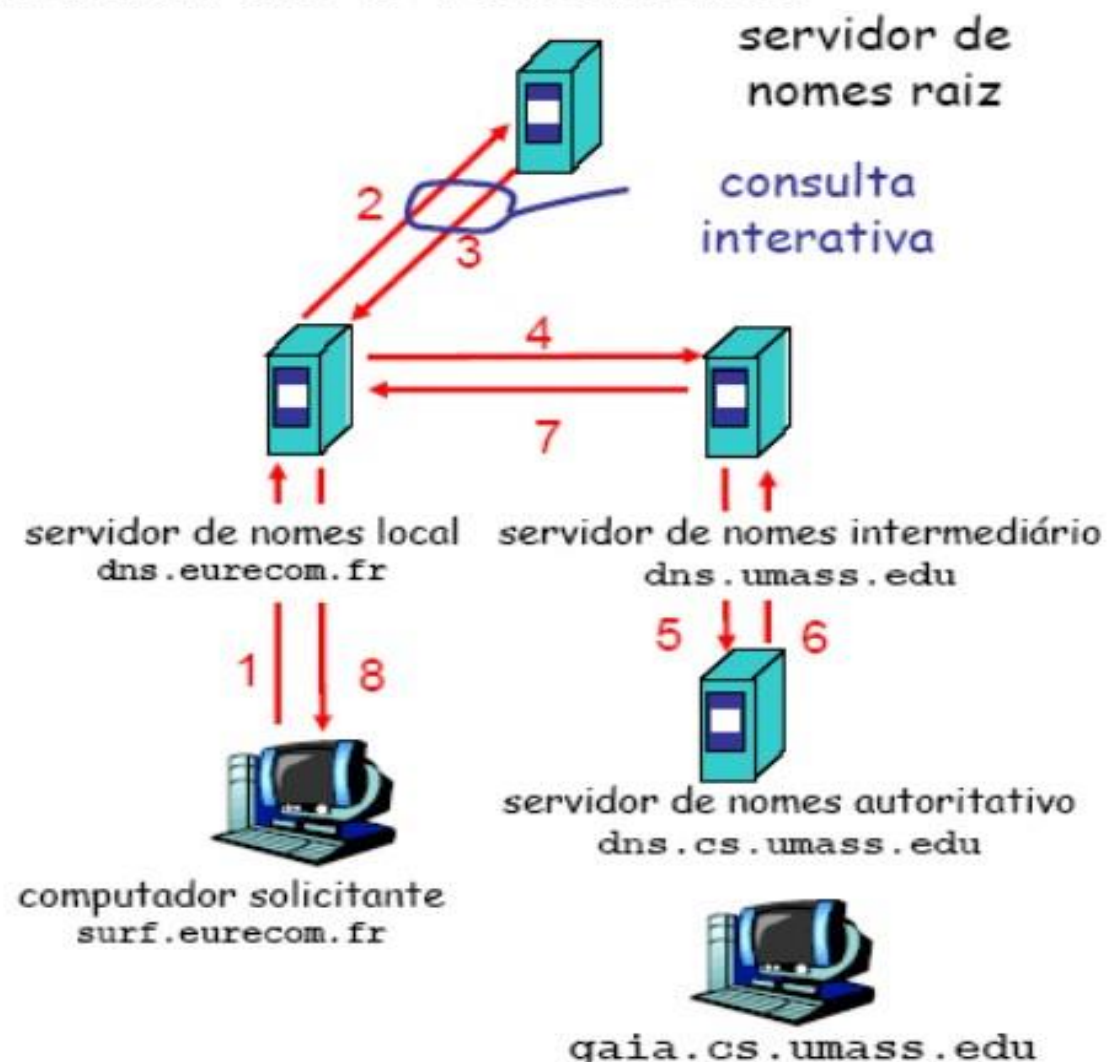 servidor de
nomes raiz
consulta
interativa
2
3
4
7
servidor de nomes local
dns.eurecom.fr
servidor de nomes intermediário
dns.umass.edu
1
8
5
6
servidor de nomes autoritativo
dns.cs.umass.edu
computador solicitante
surf.eurecom.fr
gaia.cs.umass.edu